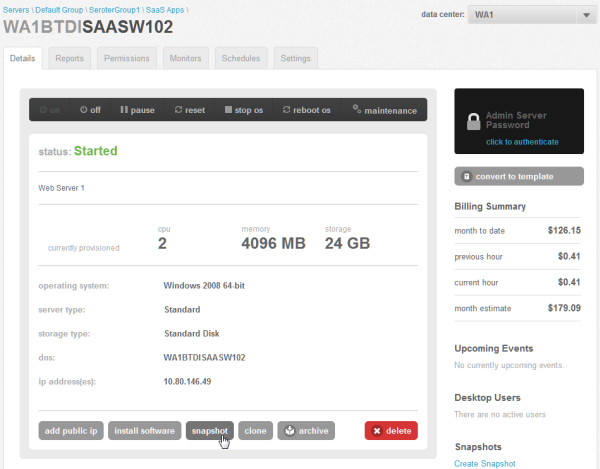 Servers \ Default Group \ SeroterGroup1 \ SaaS Apps \
WA1BTDISAASW102
data center: WA1
Details Reports Permissions Monitors Schedules Settings
on off pause reset stop os reboot os maintenance
status: Started
Web Server 1
cpu memory storage
currently provisioned 2 4096 MB 24 GB
operating system: Windows 2008 64-bit
server type: Standard
storage type: Standard Disk
dns: WA1BTDISAASW102
ip address(es): 10.80.146.49
add public ip install software snapshot clone archive delete
Admin Server
Password
click to authenticate
convert to template
Billing Summary
month to date $126.15
previous hour $0.41
current hour $0.41
month estimate $179.09
Upcoming Events
No currently upcoming events.
Desktop Users
There are no active users
Snapshots
Create Snapshot